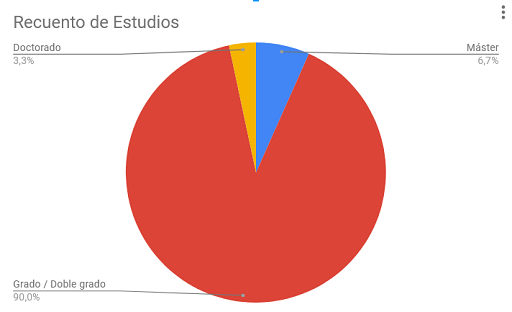 Recuento de Estudios
Doctorado
3,3%
Máster
6,7%
Grado / Doble grado
90,0%